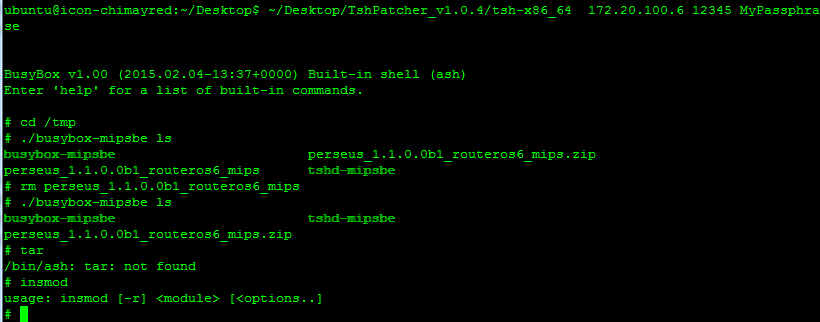 ubuntu@icon-chimayred:~/Desktop$ ~/Desktop/TshPatcher_v1.0.4/tsh-x86_64  172.20.100.6 12345 MyPassphra
se
BusyBox v1.00 (2015.02.04-13:37+0000) Built-in shell (ash)
Enter 'help' for a list of built-in commands.
# cd /tmp
# ./busybox-mipsbe ls
busybox-mipsbe                        perseus_1.1.0.0b1_routeros6_mips.zip
perseus_1.1.0.0b1_routeros6_mips      tshd-mipsbe
# rm perseus_1.1.0.0b1_routeros6_mips
# ./busybox-mipsbe ls
busybox-mipsbe                        tshd-mipsbe
perseus_1.1.0.0b1_routeros6_mips.zip
# tar
/bin/ash: tar: not found
# insmod
usage: insmod [-r] <module> [<options..]
#